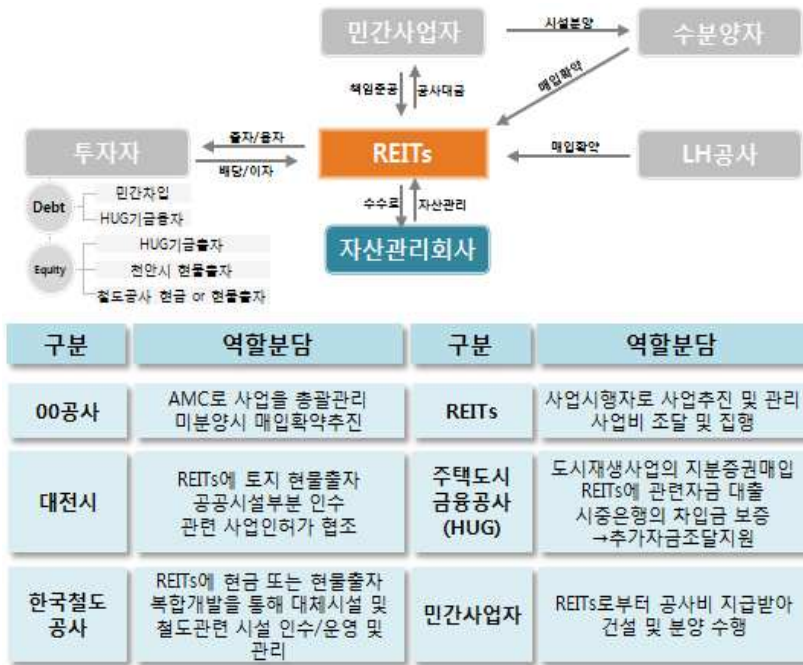 민간사업자
시설분양
수분양자
책임준공
공사대금
매입확약
투자자
출자/융자
배당/이자
REITs
매입확약
LH공사
Debt
민간차입
HUG기금융자
수수료
자산관리
자산관리회사
Equity
HUG기금출자
천안시 현물출자
철도공사 현금 or 현물출자
구분 역할분담 구분 역할분담
00공사
AMC로 사업을 총괄관리
미분양시 매입확약추진
REITs
사업시행자로 사업추진 및 관리
사업비 조달 및 집행
대전시
REITs에 토지 현물출자
공공시설부분 인수
관련 사업인허가 협조
주택도시
금융공사
(HUG)
도시재생사업의 지분증권매입
REITs에 관련자금 대출
시중은행의 차입금 보증
→추가자금조달지원
한국철도
공사
REITs에 현금 또는 현물출자
복합개발을 통해 대체시설 및
철도관련 시설 인수/운영 및
관리
민간사업자
REITs로부터 공사비 지급받아
건설 및 분양 수행